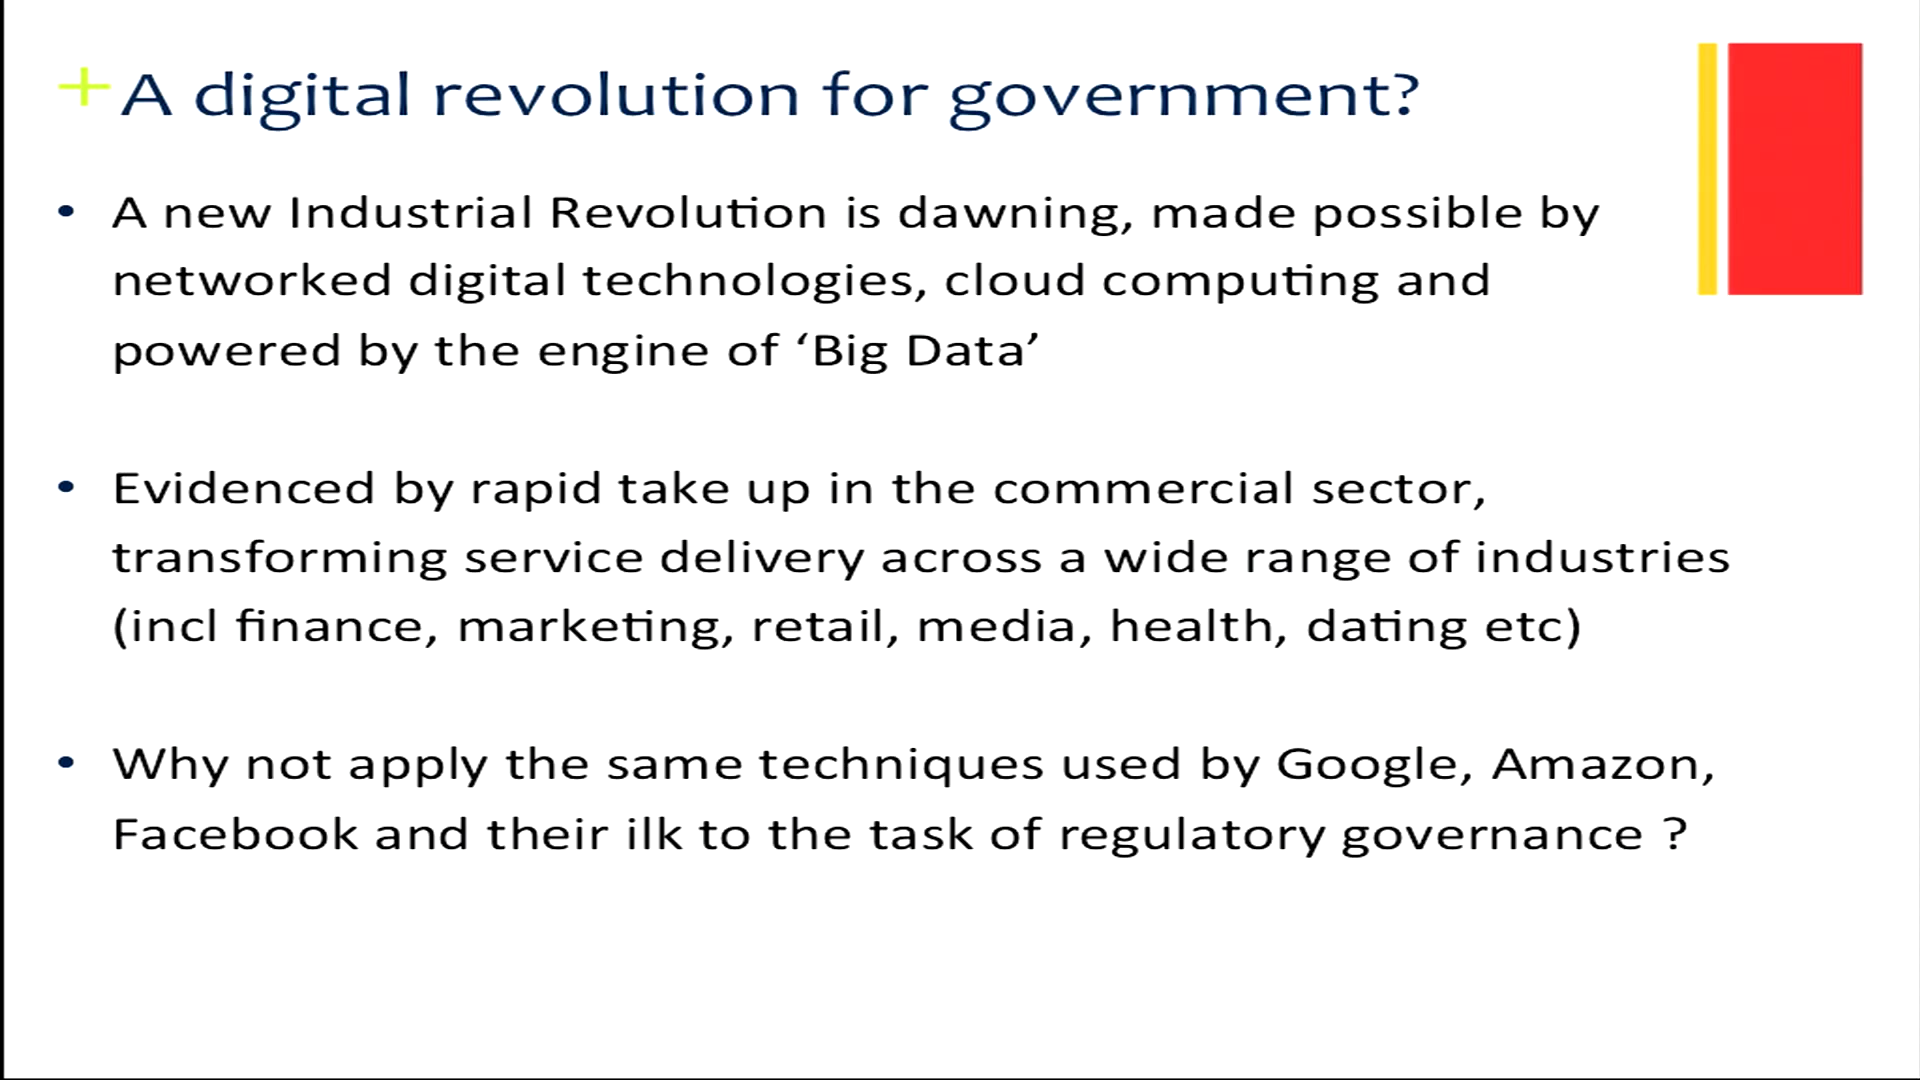 + A digital revolution for government?
• A new Industrial Revolution is dawning, made possible by
networked digital technologies, cloud computing and
powered by the engine of ‘Big Data’
• Evidenced by rapid take up in the commercial sector,
transforming service delivery across a wide range of industries
(incl finance, marketing, retail, media, health, dating etc)
• Why not apply the same techniques used by Google, Amazon,
Facebook and their ilk to the task of regulatory governance ?